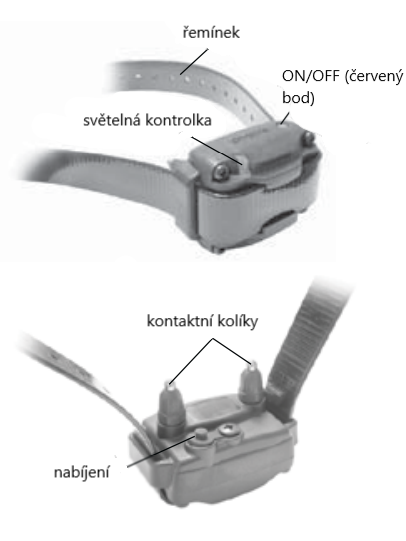 řemínek
ON/OFF (červený
bod)
světelná kontrolka
kontaktní kolíky
nabíjení